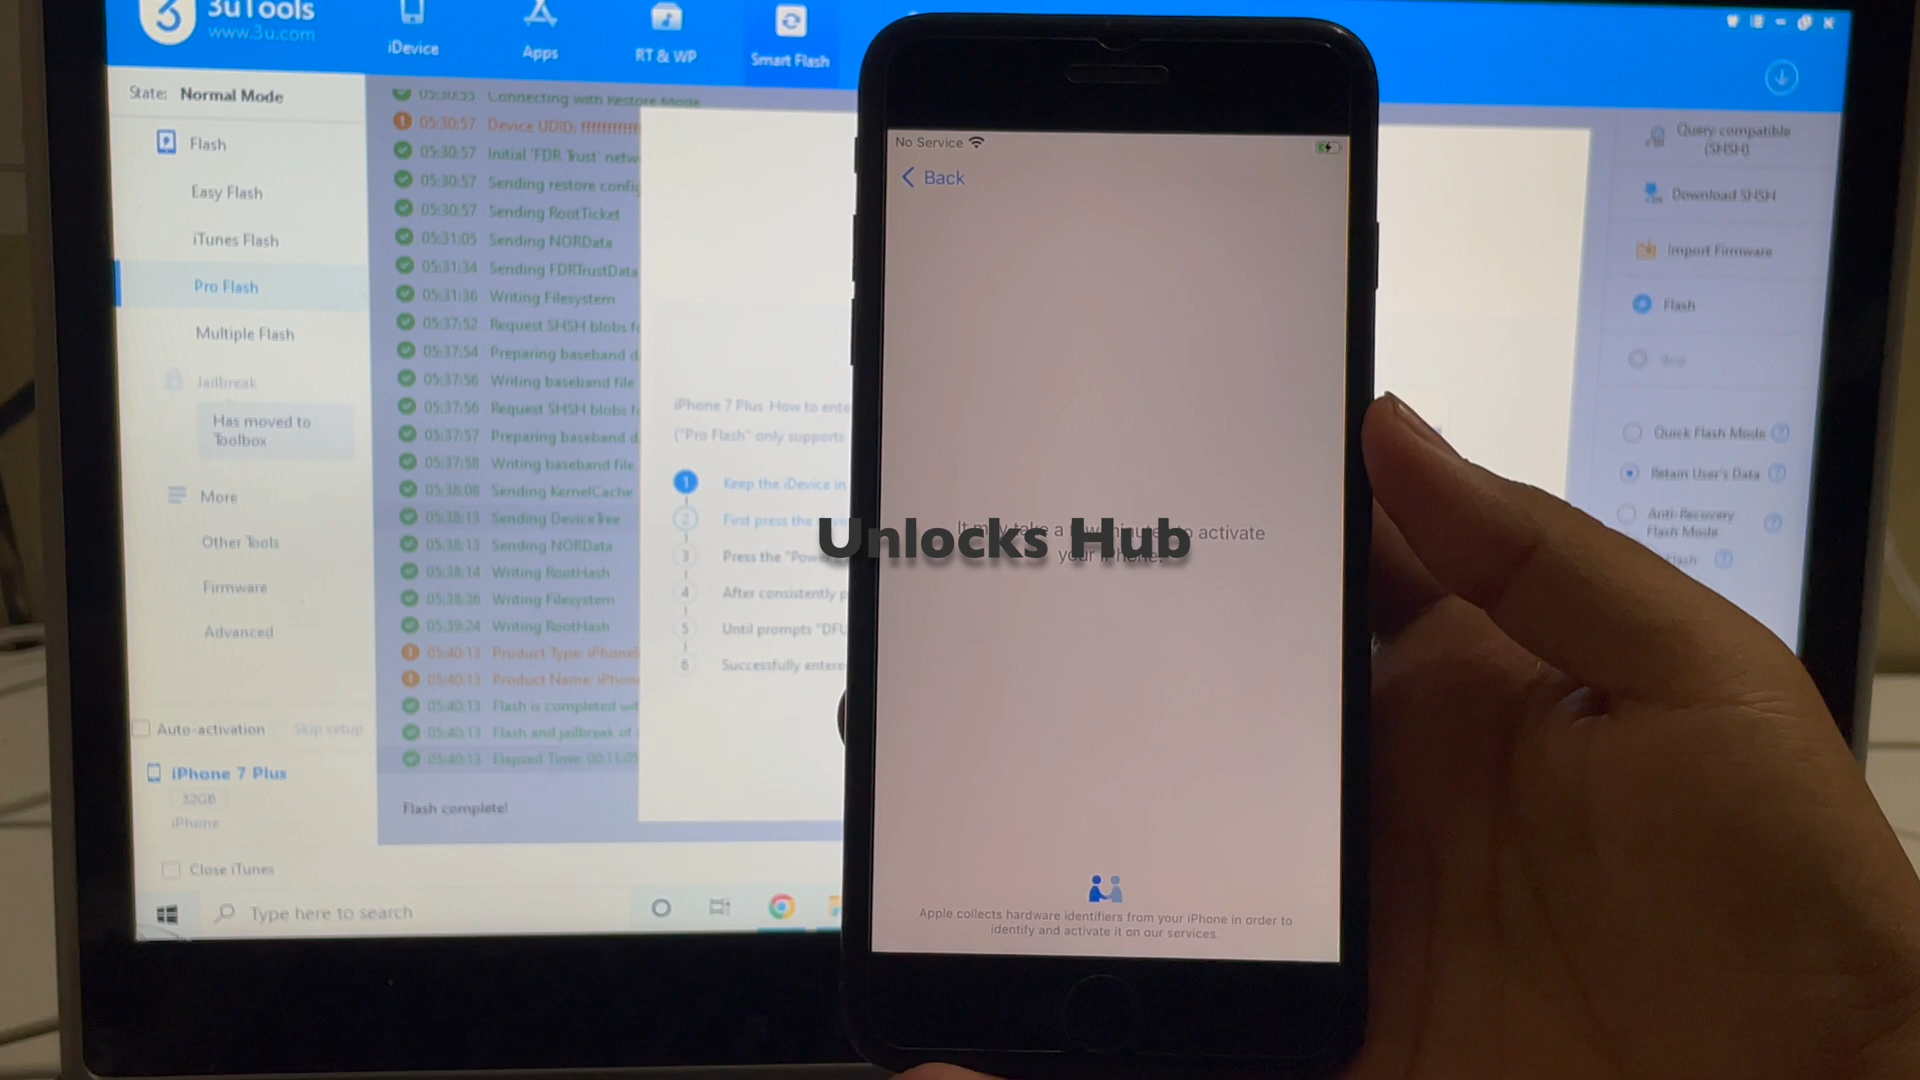 3uTools
www.3u.com
iDevice
Apps
RT & WP
Smart Flash
State: Normal Mode
Flash
Easy Flash
iTunes Flash
Pro Flash
Multiple Flash
Jailbreak
Has moved to
Toolbox
More
Other Tools
Firmware
Advanced
Auto-activation Skip setup
iPhone 7 Plus
32GB
iPhone
Close iTunes
Type here to search
05:30:55 Connecting with Restore Mode
05:30:57 Device UDID: ffffffffff
05:30:57 Initial 'FDR Trust' netw
05:30:57 Sending restore config
05:30:57 Sending RootTicket
05:31:05 Sending NORData
05:31:34 Sending FDRTrustData
05:31:36 Writing Filesystem
05:37:52 Request SHSH blobs f
05:37:54 Preparing baseband d
05:37:56 Writing baseband file
05:37:56 Request SHSH blobs f
05:37:57 Preparing baseband d
05:37:58 Writing baseband file
05:38:08 Sending KernelCache
05:38:13 Sending DeviceTree
05:38:13 Sending NORData
05:38:14 Writing RootHash
05:38:36 Writing Filesystem
05:39:24 Writing RootHash
05:40:13 Product Type: iPhone
05:40:13 Product Name: iPhon
05:40:13 Flash is completed wit
05:40:13 Flash and jailbreak of
05:40:13 Elapsed Time: 00:11:05
Flash complete!
iPhone 7 Plus How to ente
("Pro Flash" only supports
1 Keep the iDevice in
2 First press the
3 Press the "Power
4 After consistently p
5 Until prompts "DFU
6 Successfully entere
No Service
Back
It may take a few minutes to activate
your iPhone.
Unlocks Hub
Apple collects hardware identifiers from your iPhone in order to
identify and activate it on our services.
Query compatible
(SHSH)
Download SHSH
Import Firmware
Flash
Stop
Quick Flash Mode
Retain User's Data
Anti-Recovery
Flash Mode
Flash